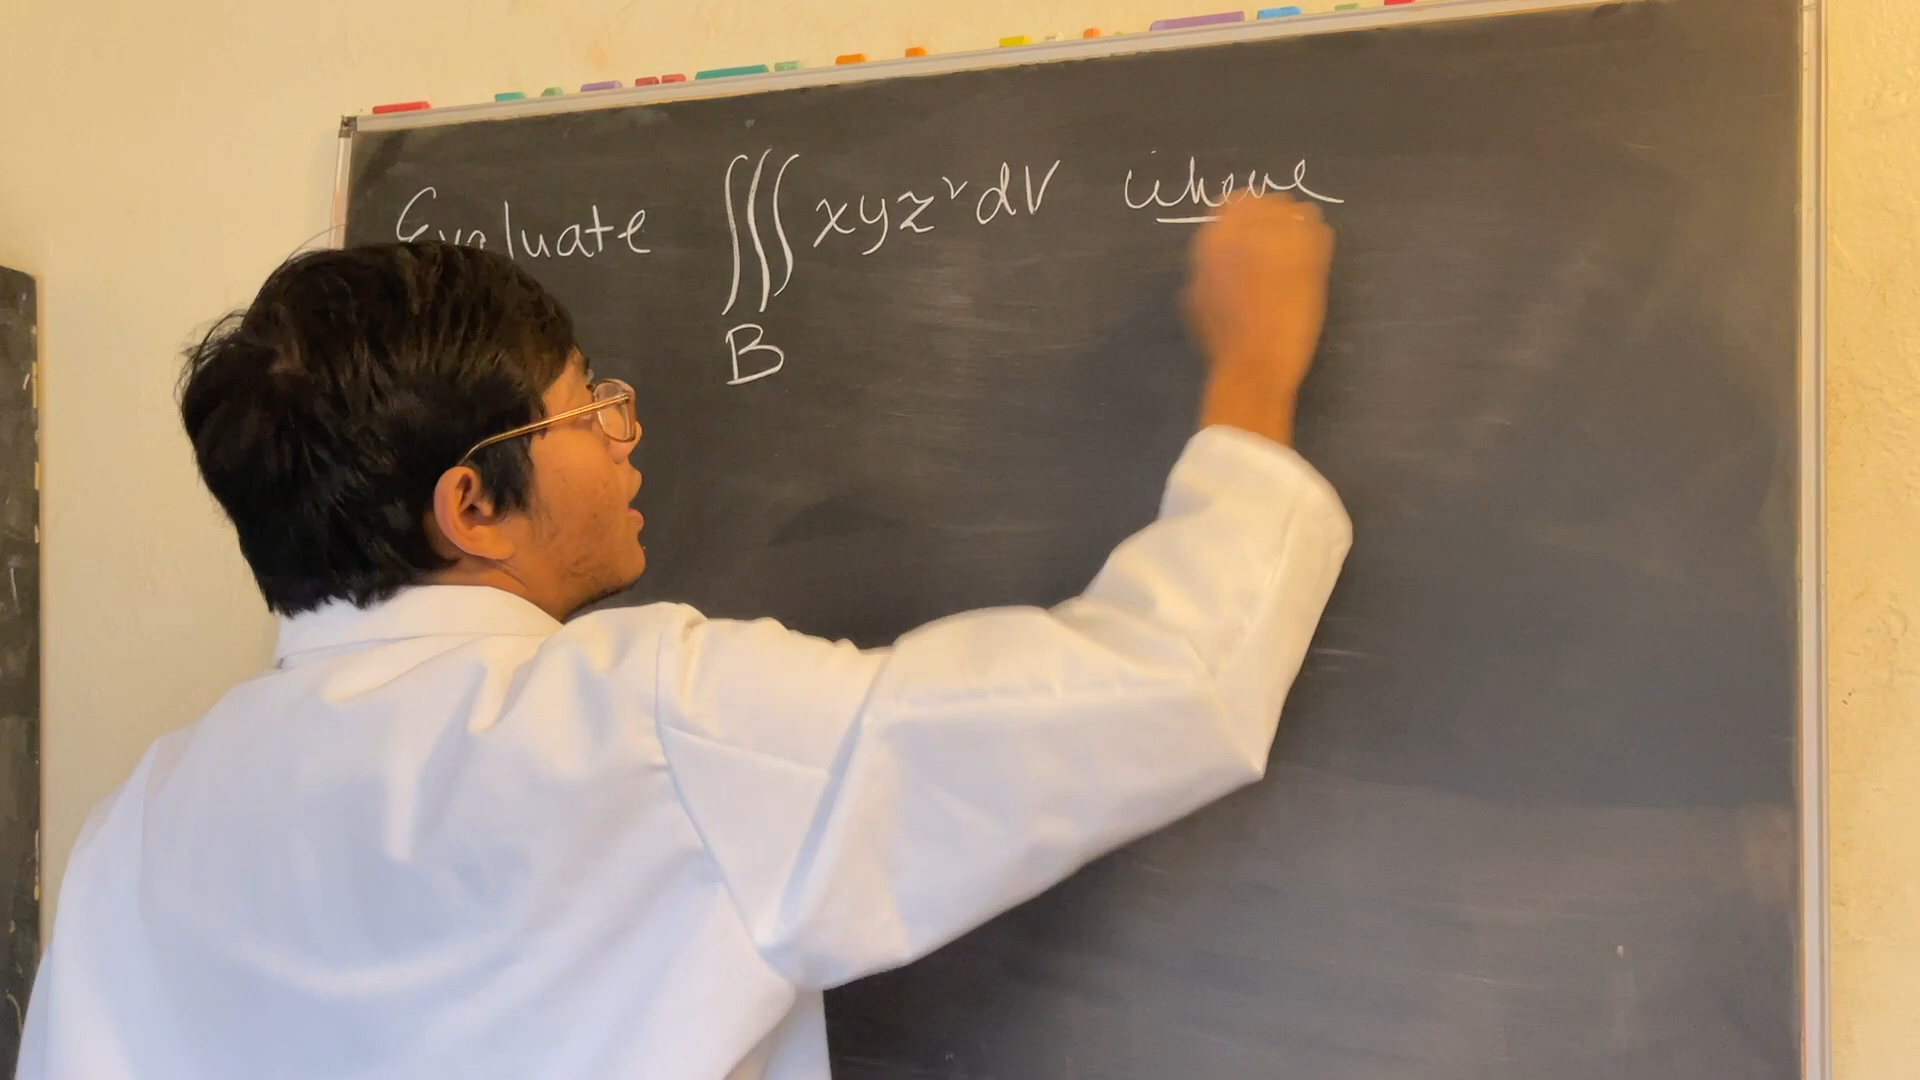 Evaluate ∭ xyz² dV where
B